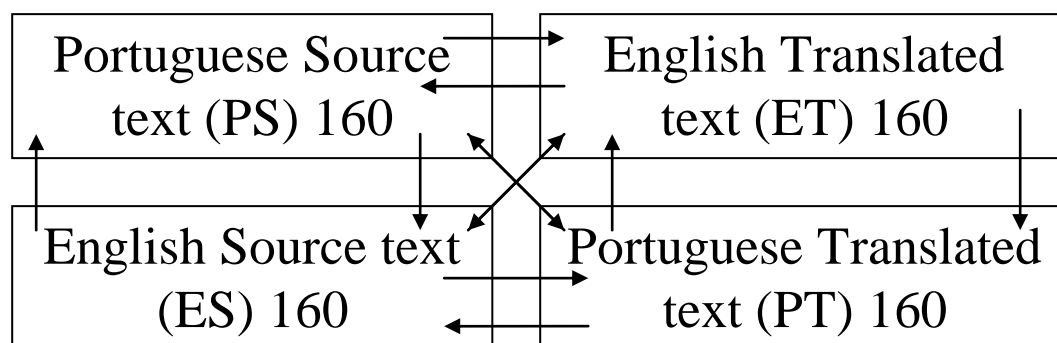 Portuguese Source
text (PS) 160
English Translated
text (ET) 160
English Source text
(ES) 160
Portuguese Translated
text (PT) 160